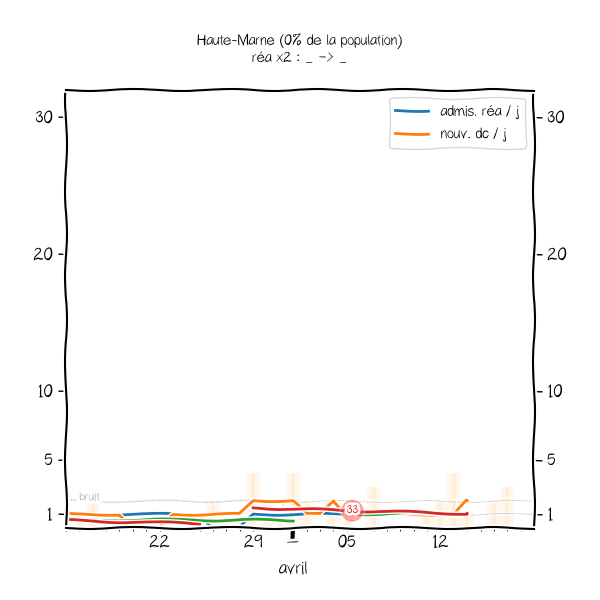 Haute-Marne (0% de la population)
réa x2 : _ -> _
admis. réa / j
nouv. dc / j
30
30
20
20
10
10
5
5
bruit
33
1
1
22
29
1
05
12
avril